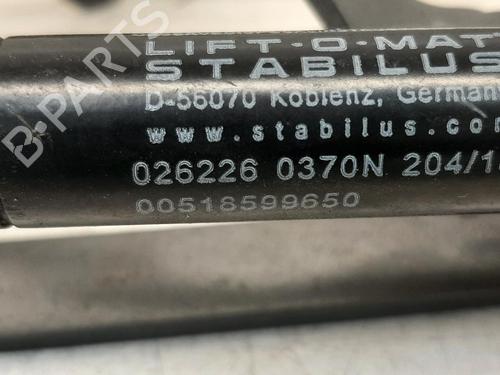 LIFT-O-MAT
STABILUS
D-56070 Koblenz, German
www.stabilus.co
026226 0370N 204/1
00518599650
B-PARTS